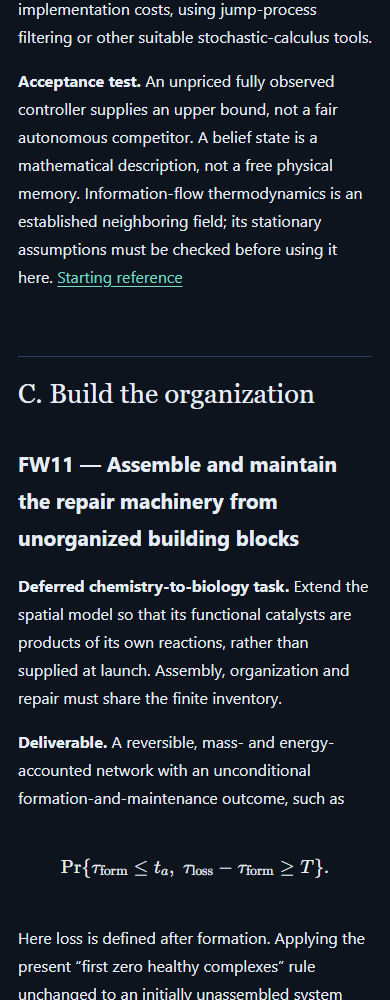 implementation costs, using jump-process
filtering or other suitable stochastic-calculus tools.
Acceptance test. An unpriced fully observed
controller supplies an upper bound, not a fair
autonomous competitor. A belief state is a
mathematical description, not a free physical
memory. Information-flow thermodynamics is an
established neighboring field; its stationary
assumptions must be checked before using it
here. Starting reference
C. Build the organization
FW11 — Assemble and maintain
the repair machinery from
unorganized building blocks
Deferred chemistry-to-biology task. Extend the
spatial model so that its functional catalysts are
products of its own reactions, rather than
supplied at launch. Assembly, organization and
repair must share the finite inventory.
Deliverable. A reversible, mass- and energy-
accounted network with an unconditional
formation-and-maintenance outcome, such as
Pr{τ_form ≤ t_a, τ_loss − τ_form ≥ T}.
Here loss is defined after formation. Applying the
present “first zero healthy complexes” rule
unchanged to an initially unassembled system